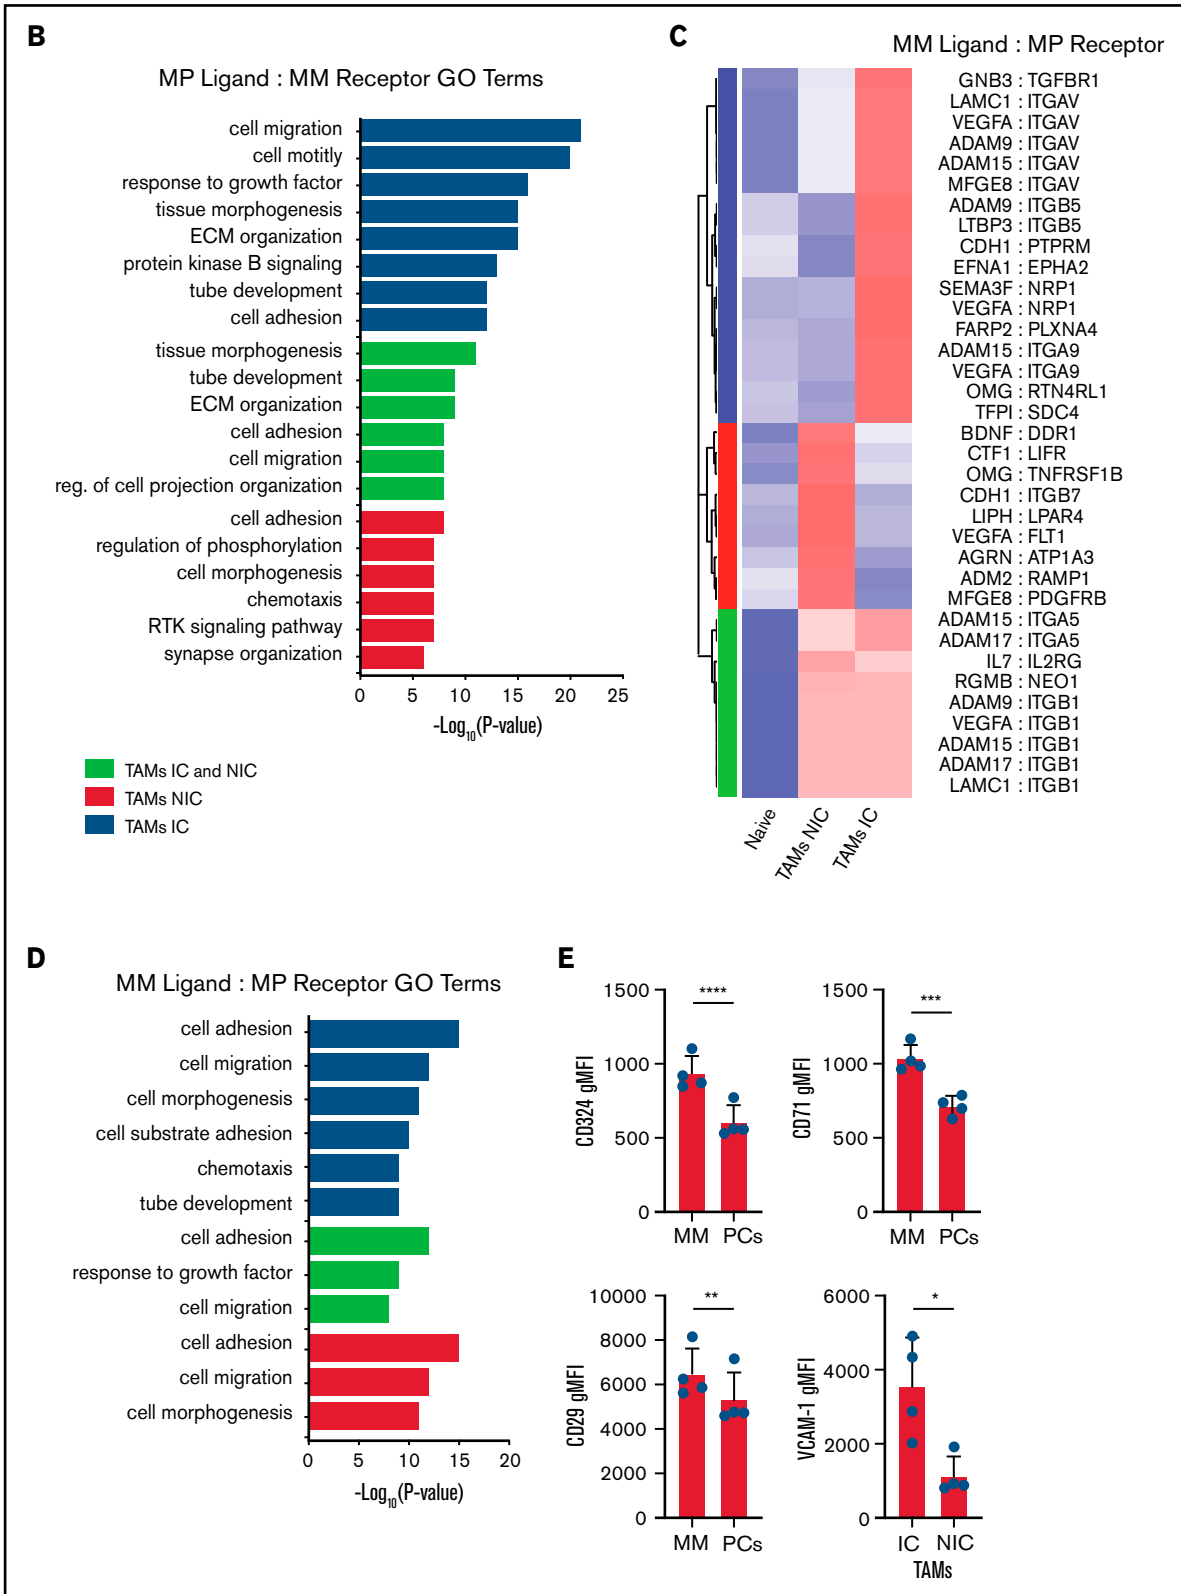 B
MP Ligand : MM Receptor GO Terms
cell migration
cell motitly
response to growth factor
tissue morphogenesis
ECM organization
protein kinase B signaling
tube development
cell adhesion
tissue morphogenesis
tube development
ECM organization
cell adhesion
cell migration
reg. of cell projection organization
cell adhesion
regulation of phosphorylation
cell morphogenesis
chemotaxis
RTK signaling pathway
synapse organization
0 5 10 15 20 25
-Log10(P-value)
TAMs IC and NIC
TAMs NIC
TAMs IC
C
MM Ligand : MP Receptor
GNB3 : TGFBR1
LAMC1 : ITGAV
VEGFA : ITGAV
ADAM9 : ITGAV
ADAM15 : ITGAV
MFGE8 : ITGAV
ADAM9 : ITGB5
LTBP3 : ITGB5
CDH1 : PTPRM
EFNA1 : EPHA2
SEMA3F : NRP1
VEGFA : NRP1
FARP2 : PLXNA4
ADAM15 : ITGA9
VEGFA : ITGA9
OMG : RTN4RL1
TFPI : SDC4
BDNF : DDR1
CTF1 : LIFR
OMG : TNFRSF1B
CDH1 : ITGB7
LIPH : LPAR4
VEGFA : FLT1
AGRN : ATP1A3
ADM2 : RAMP1
MFGE8 : PDGFRB
ADAM15 : ITGA5
ADAM17 : ITGA5
IL7 : IL2RG
RGMB : NEO1
ADAM9 : ITGB1
VEGFA : ITGB1
ADAM15 : ITGB1
ADAM17 : ITGB1
LAMC1 : ITGB1
Naive
TAMs NIC
TAMs IC
D
MM Ligand : MP Receptor GO Terms
cell adhesion
cell migration
cell morphogenesis
cell substrate adhesion
chemotaxis
tube development
cell adhesion
response to growth factor
cell migration
cell adhesion
cell migration
cell morphogenesis
0 5 10 15 20
-Log10(P-value)
E
1500
1000
500
0
CD324 gMFI
****
MM PCs
1500
1000
500
0
CD71 gMFI
***
MM PCs
10000
8000
6000
4000
2000
0
CD29 gMFI
**
MM PCs
6000
4000
2000
0
VCAM-1 gMFI
*
IC NIC
TAMs